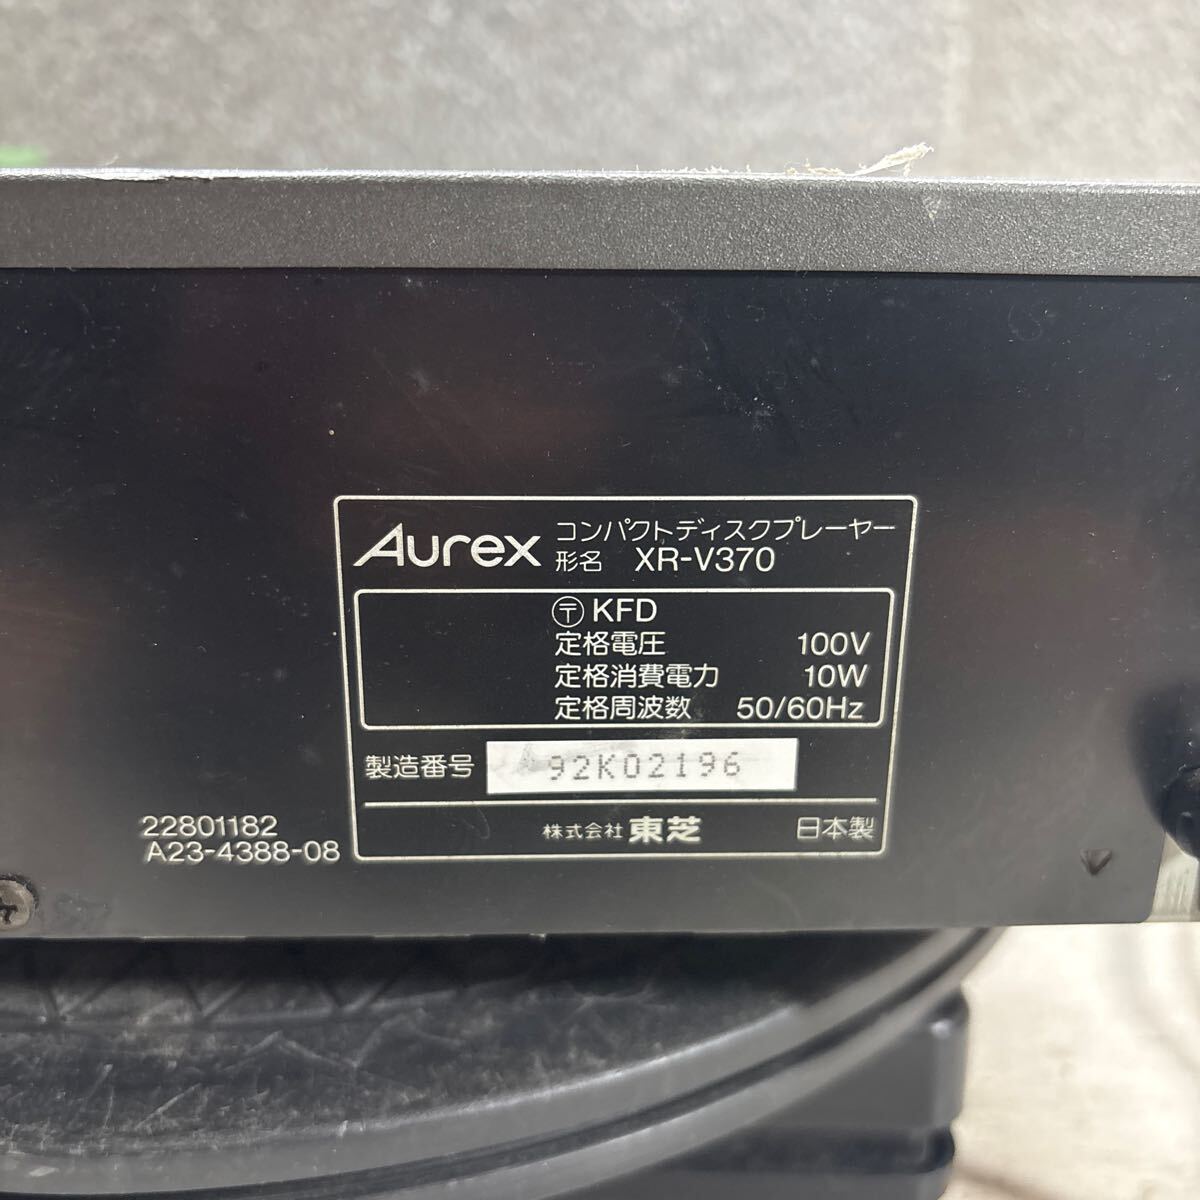 Aurex コンパクトディスクプレーヤー
形名 XR-V370
〒 KFD
定格電圧 100V
定格消費電力 10W
定格周波数 50/60Hz
製造番号 92K02196
株式会社 東芝 日本製
22801182
A23-4388-08